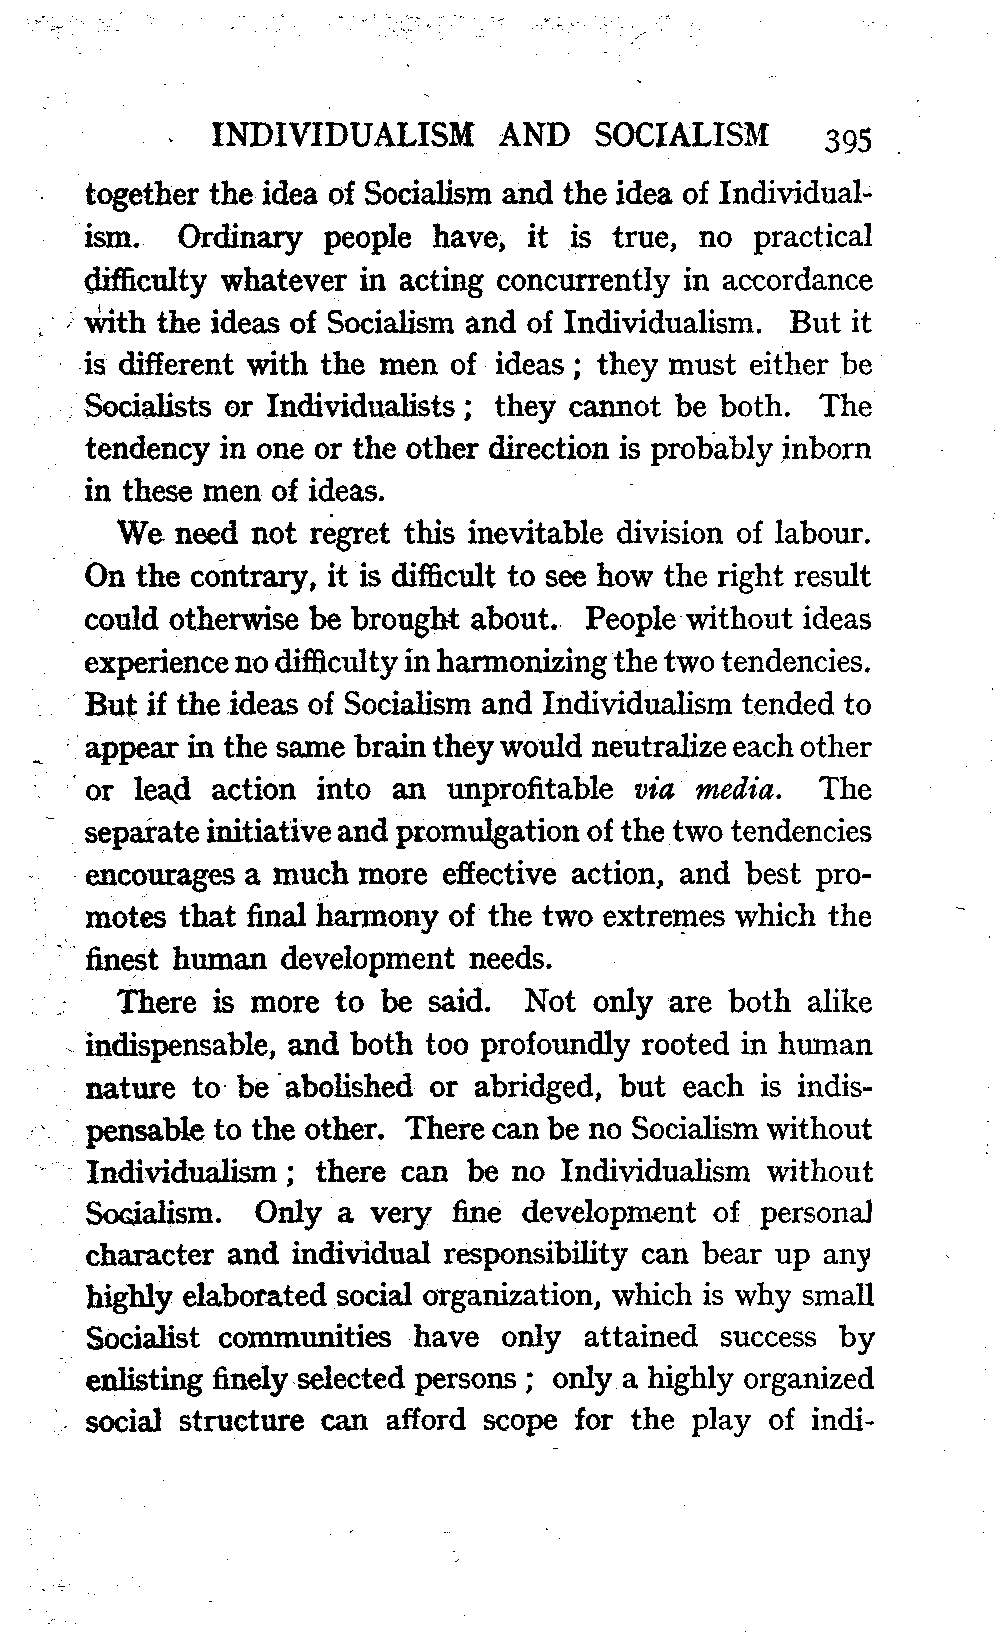 INDIVIDUALISM AND SOCIALISM 395
together the idea of Socialism and the idea of Individual-
ism. Ordinary people have, it is true, no practical
difficulty whatever in acting concurrently in accordance
with the ideas of Socialism and of Individualism. But it
is different with the men of ideas ; they must either be
Socialists or Individualists ; they cannot be both. The
tendency in one or the other direction is probably inborn
in these men of ideas.
We need not regret this inevitable division of labour.
On the contrary, it is difficult to see how the right result
could otherwise be brought about. People without ideas
experience no difficulty in harmonizing the two tendencies.
But if the ideas of Socialism and Individualism tended to
appear in the same brain they would neutralize each other
or lead action into an unprofitable via media. The
separate initiative and promulgation of the two tendencies
encourages a much more effective action, and best pro-
motes that final harmony of the two extremes which the
finest human development needs.
There is more to be said. Not only are both alike
indispensable, and both too profoundly rooted in human
nature to be abolished or abridged, but each is indis-
pensable to the other. There can be no Socialism without
Individualism ; there can be no Individualism without
Socialism. Only a very fine development of personal
character and individual responsibility can bear up any
highly elaborated social organization, which is why small
Socialist communities have only attained success by
enlisting finely selected persons ; only a highly organized
social structure can afford scope for the play of indi-